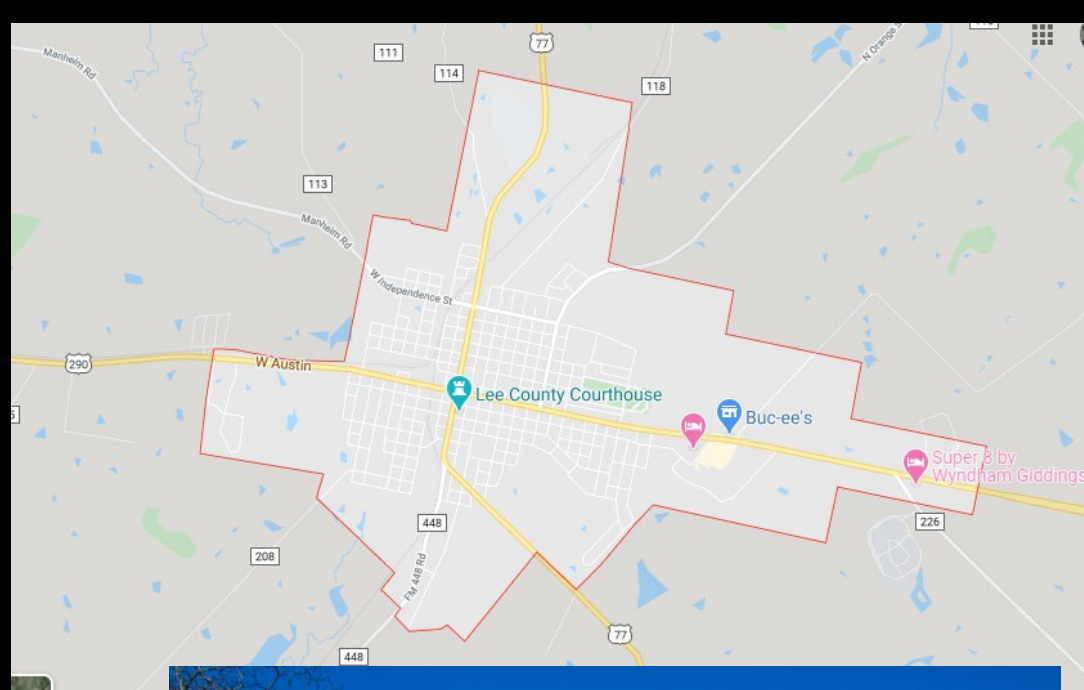 77
111
114
118
Manheim Rd
N Orange S
113
Manheim Rd
W Independence St
290
W Austin
Lee County Courthouse
Buc-ee's
Super 8 by
Wyndham Giddings
448
226
208
FM 448 Rd
77
448